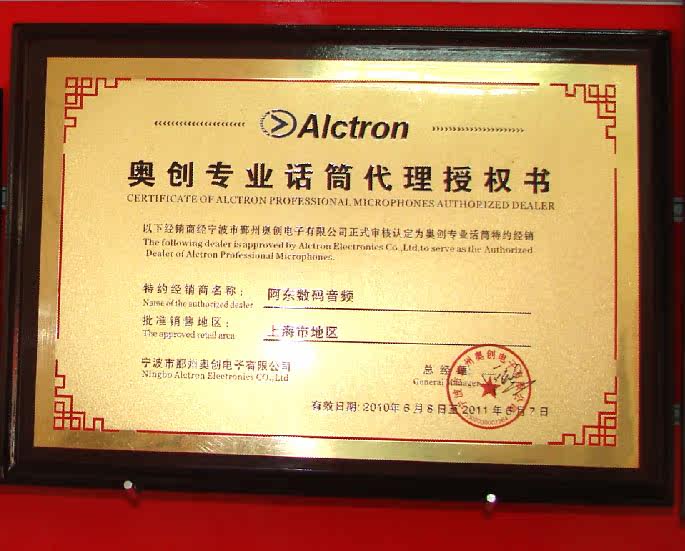 Alctron
奥创专业话筒代理授权书
CERTIFICATE OF ALCTRON PROFESSIONAL MICROPHONES AUTHORIZED DEALER
以下经销商经宁波市鄞州奥创电子有限公司正式审核认定为奥创专业话筒特约经销
The following dealer is approved by Alctron Electronics Co.,Ltd.to serve as the Authorized
Dealer of Alctron Professional Microphones.
特约经销商名称： 阿东数码音频
Name of the authorized dealer
批准销售地区： 上海市地区
The approved retail area
宁波市鄞州奥创电子有限公司 总经理
Ningbo Alctron Electronics CO.,Ltd General Manager
有效日期: 2010年6月8日至2011年6月7日